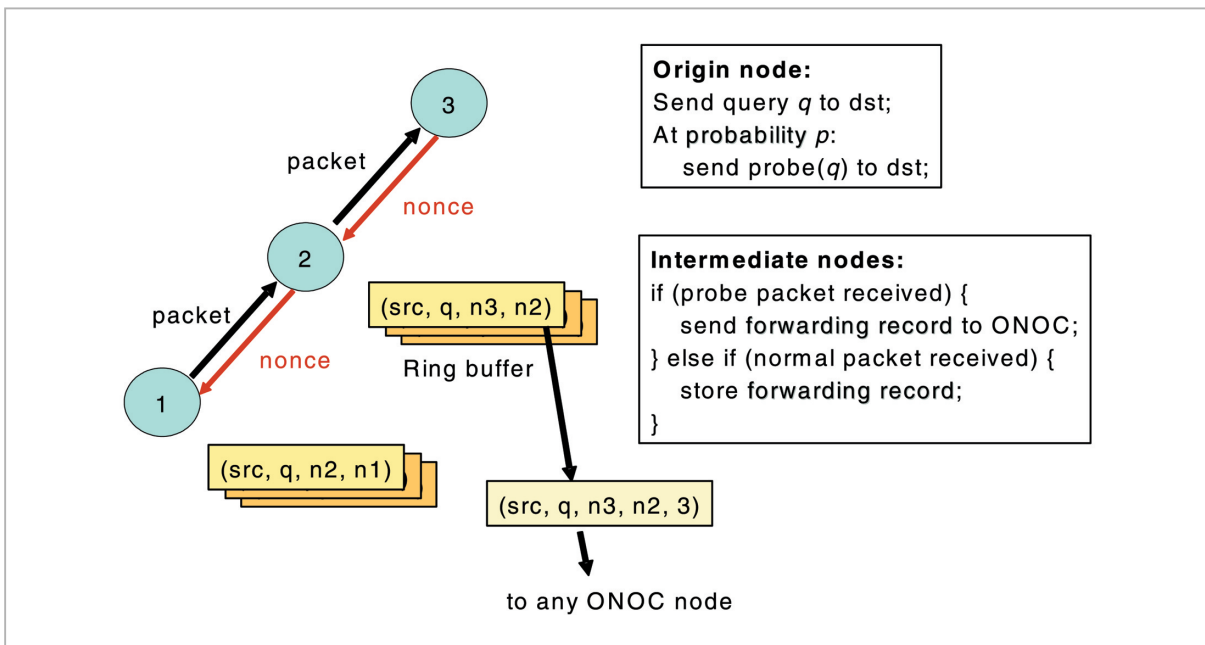 3
packet
nonce
2
packet
nonce
1
(src, q, n3, n2)
Ring buffer
(src, q, n2, n1)
(src, q, n3, n2, 3)
to any ONOC node
Origin node:
Send query q to dst;
At probability p:
send probe(q) to dst;
Intermediate nodes:
if (probe packet received) {
send forwarding record to ONOC;
} else if (normal packet received) {
store forwarding record;
}